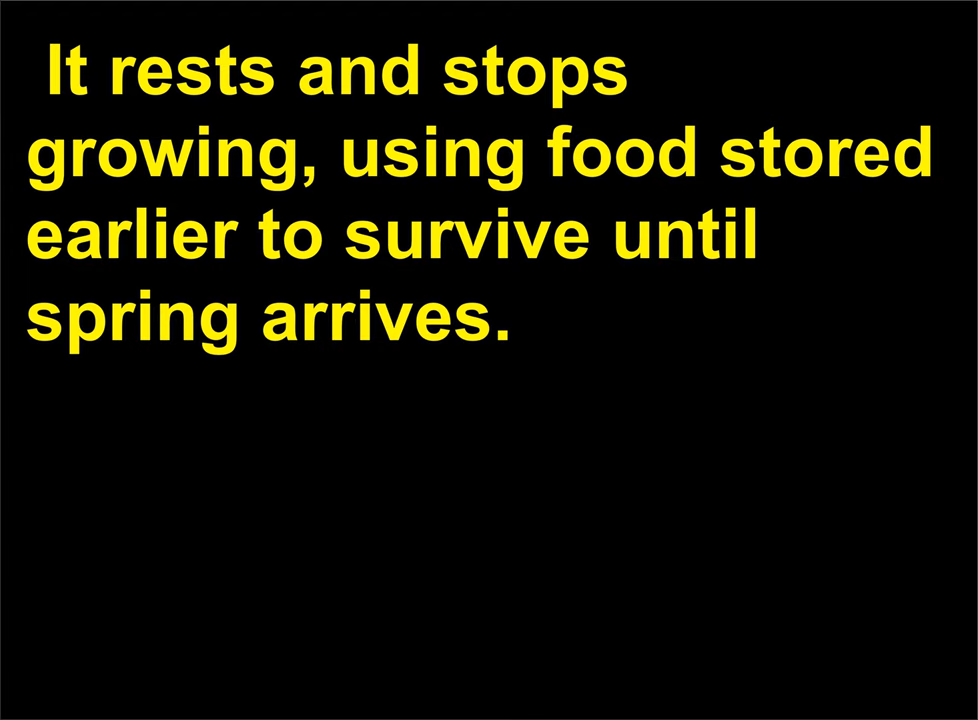 It rests and stops
growing, using food stored
earlier to survive until
spring arrives.